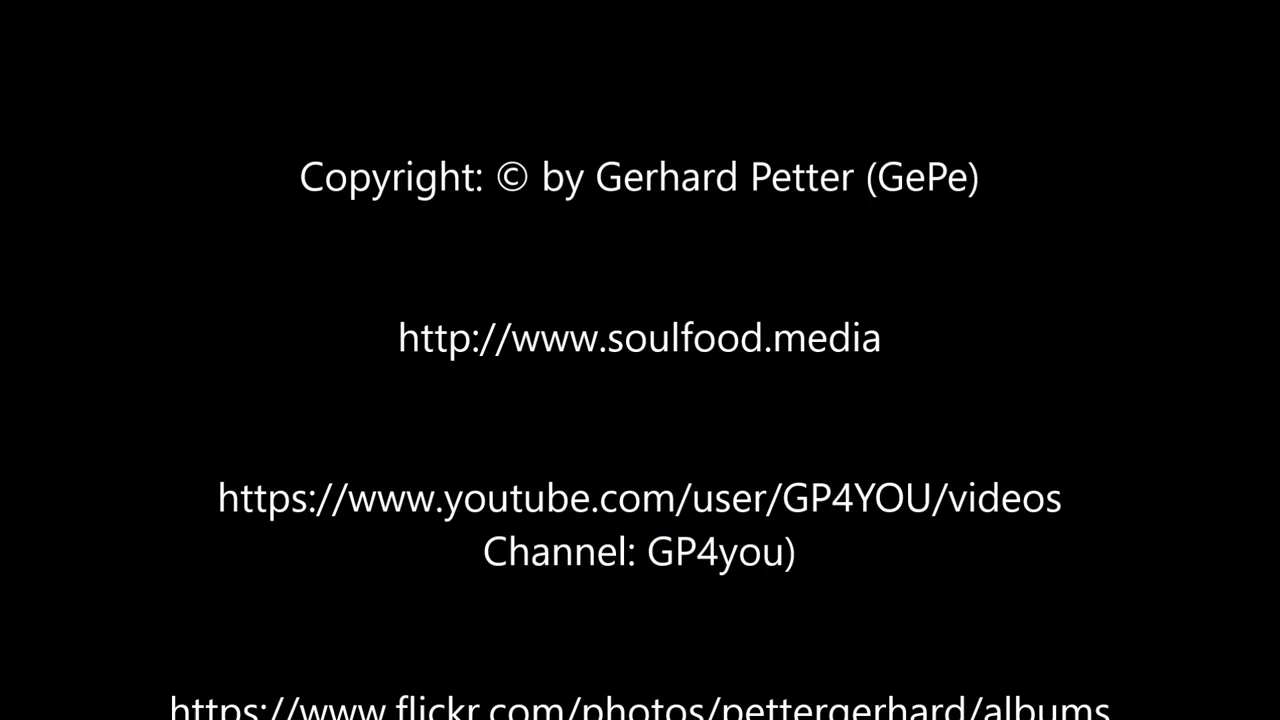 Copyright: © by Gerhard Petter (GePe)
http://www.soulfood.media
https://www.youtube.com/user/GP4YOU/videos
Channel: GP4you)
https://www.flickr.com/photos/pettergerhard/albums